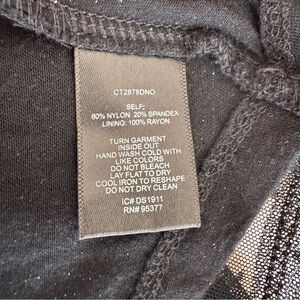 CT2878DNO
SELF;
80% NYLON 20% SPANDEX
LINING: 100% RAYON
TURN GARMENT
INSIDE OUT
HAND WASH COLD WITH
LIKE COLORS
DO NOT BLEACH
LAY FLAT TO DRY
COOL IRON TO RESHAPE
DO NOT DRY CLEAN
IC# DS1911
RN# 95377